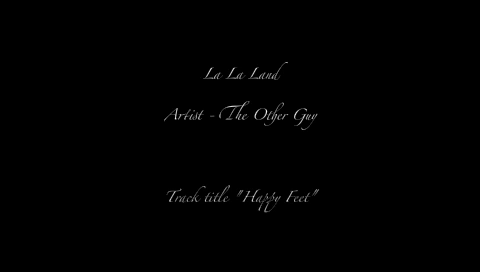 La La Land
Artist - The Other Guy
Track title "Happy Feet"